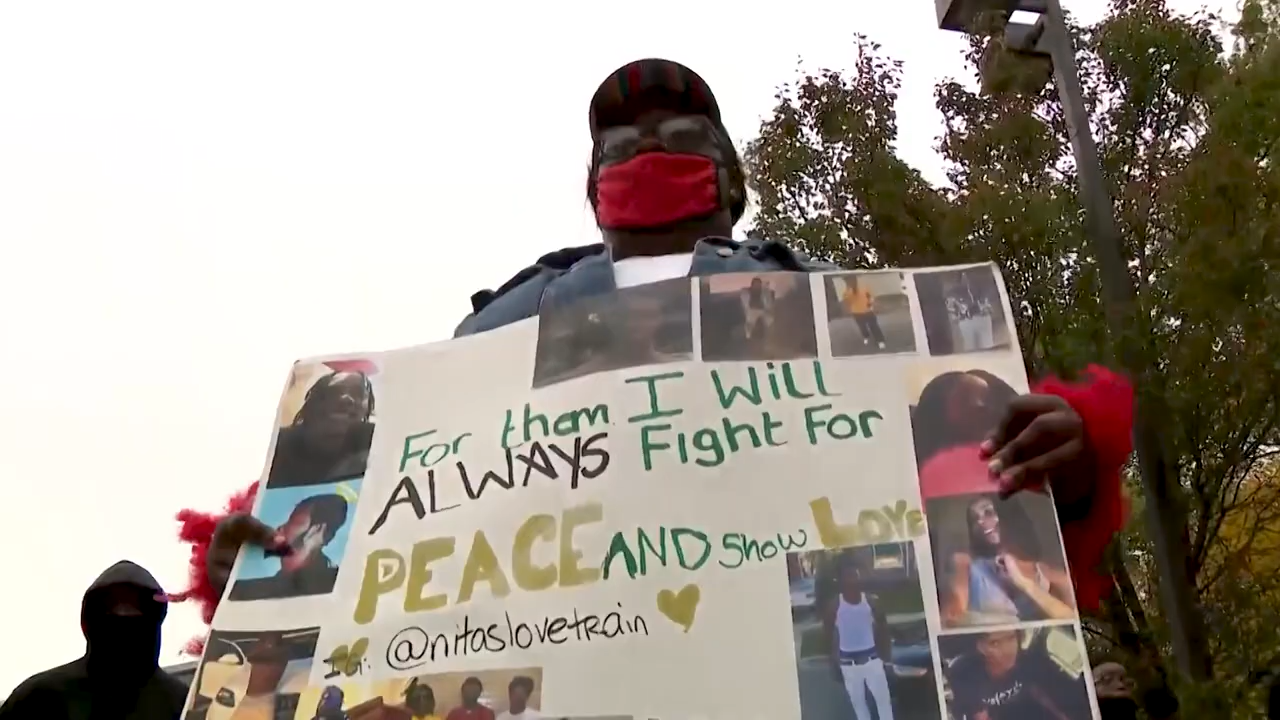 For them I Will
ALWAYS Fight For
PEACE AND Show LOVE
IG: @nitaslovetrain